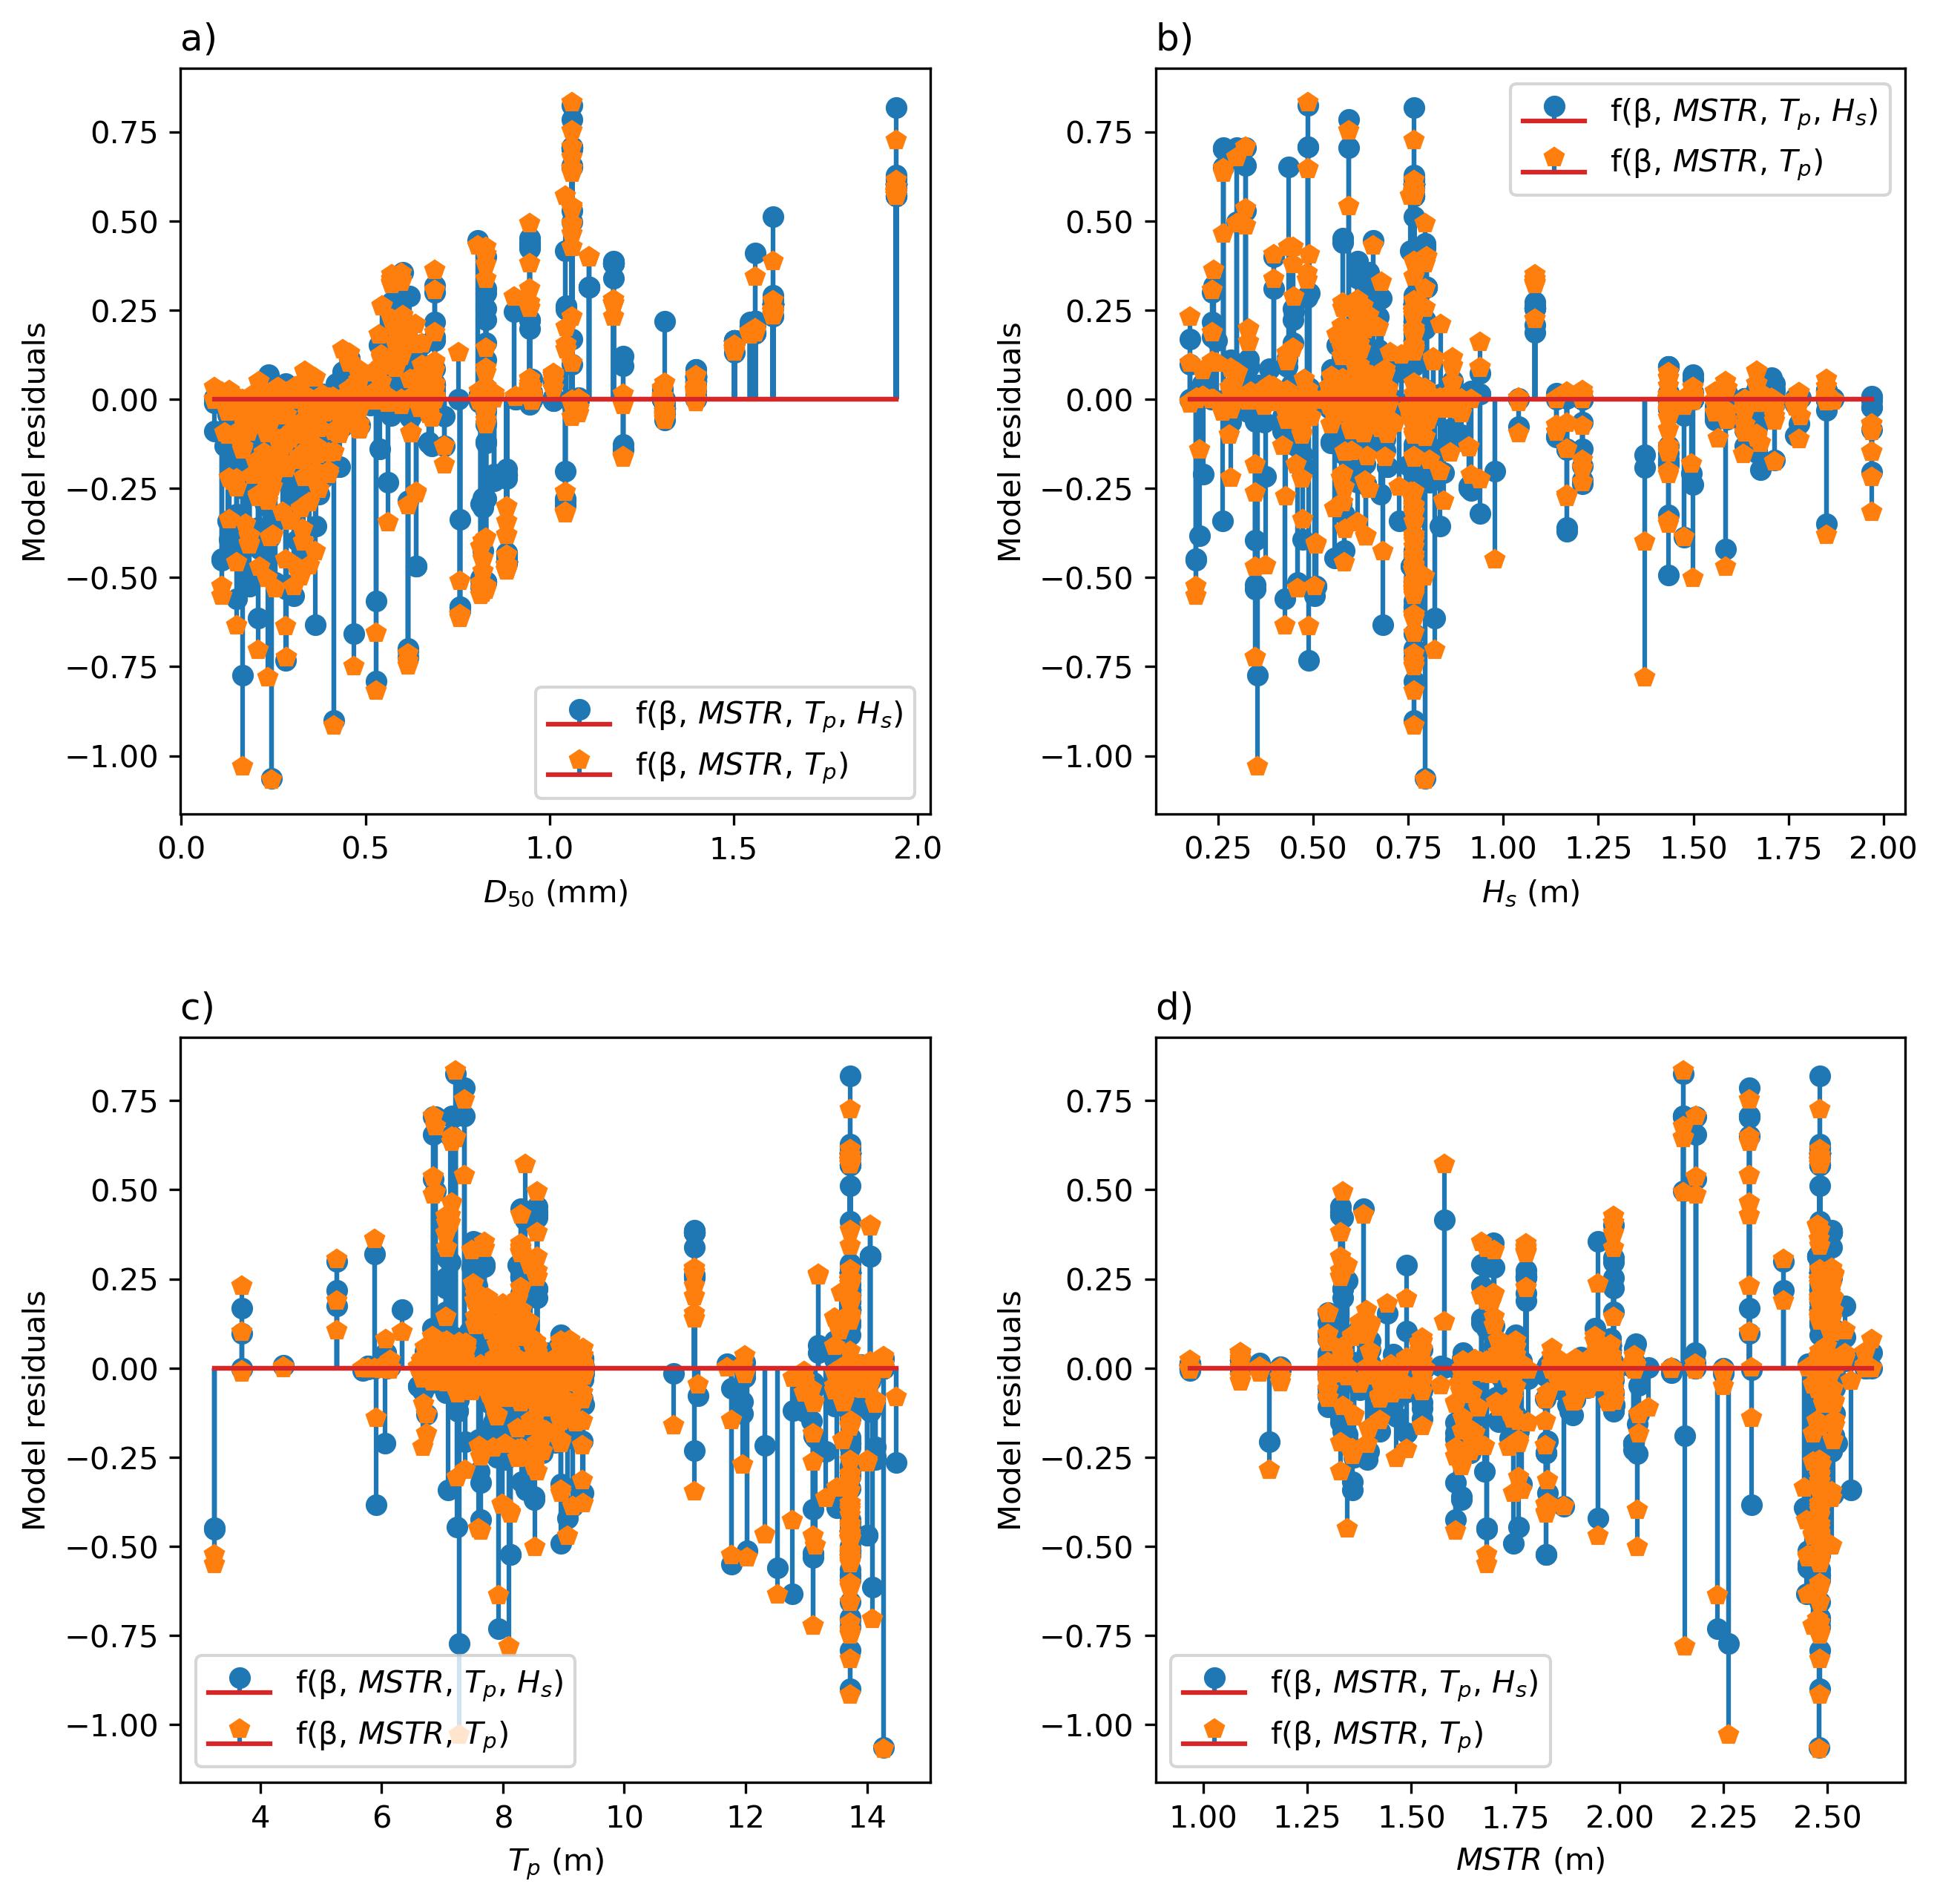 a)
0.75
0.50
0.25
0.00
−0.25
−0.50
−0.75
−1.00
Model residuals
f(β, MSTR, Tp, Hs)
f(β, MSTR, Tp)
0.0 0.5 1.0 1.5 2.0
D50 (mm)
b)
0.75
0.50
0.25
0.00
−0.25
−0.50
−0.75
−1.00
Model residuals
f(β, MSTR, Tp, Hs)
f(β, MSTR, Tp)
0.25 0.50 0.75 1.00 1.25 1.50 1.75 2.00
Hs (m)
c)
0.75
0.50
0.25
0.00
−0.25
−0.50
−0.75
−1.00
Model residuals
f(β, MSTR, Tp, Hs)
f(β, MSTR, Tp)
4 6 8 10 12 14
Tp (m)
d)
0.75
0.50
0.25
0.00
−0.25
−0.50
−0.75
−1.00
Model residuals
f(β, MSTR, Tp, Hs)
f(β, MSTR, Tp)
1.00 1.25 1.50 1.75 2.00 2.25 2.50
MSTR (m)